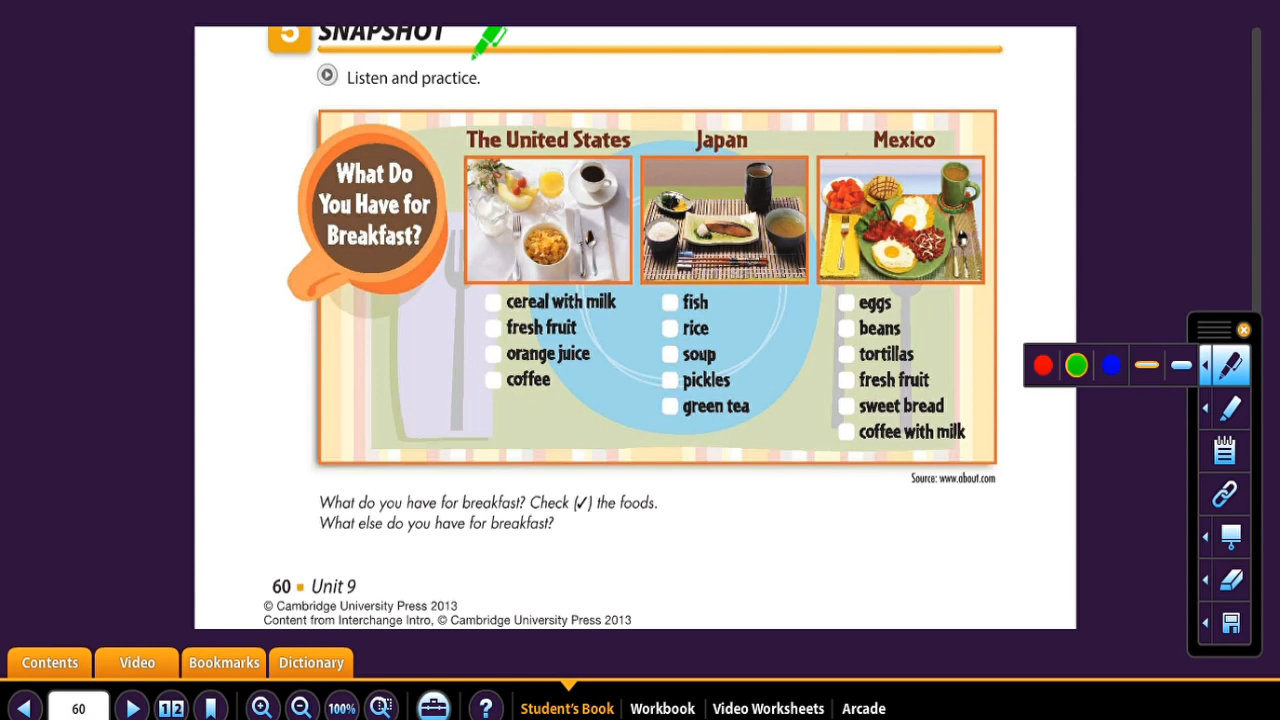 5 SNAPSHOT
Listen and practice.
What Do
You Have for
Breakfast?
The United States
cereal with milk
fresh fruit
orange juice
coffee
Japan
fish
rice
soup
pickles
green tea
Mexico
eggs
beans
tortillas
fresh fruit
sweet bread
coffee with milk
Source: www.about.com
What do you have for breakfast? Check (✓) the foods.
What else do you have for breakfast?
60 ■ Unit 9
© Cambridge University Press 2013
Content from Interchange Intro, © Cambridge University Press 2013
Contents Video Bookmarks Dictionary
60 1 2 100% ? Student's Book Workbook Video Worksheets Arcade